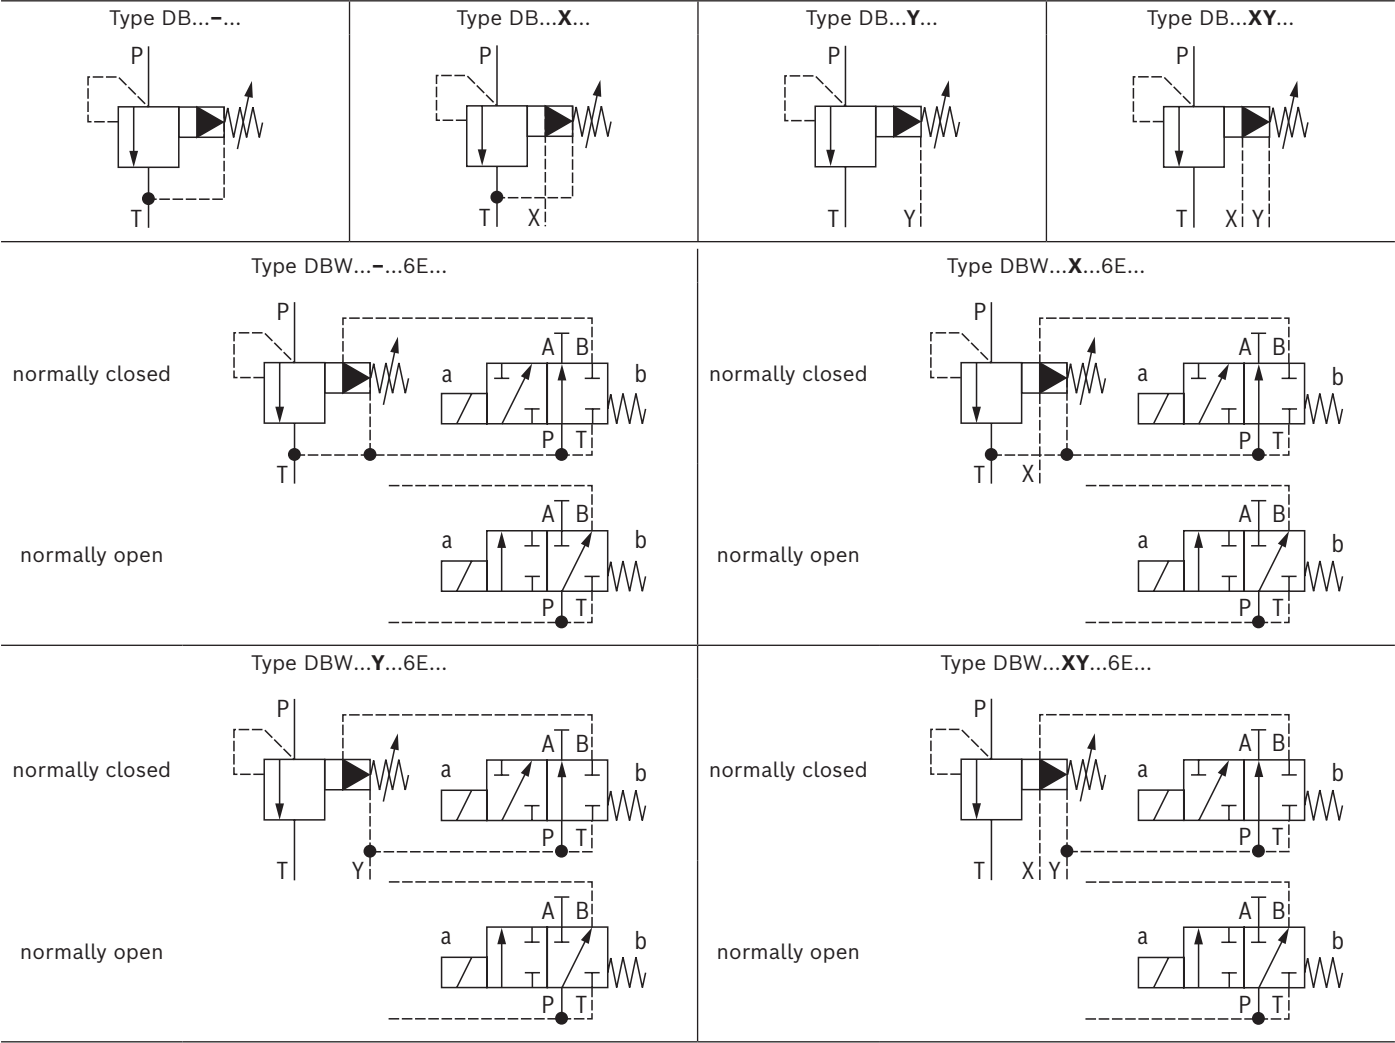 Type DB...–...
Type DB...X...
Type DB...Y...
Type DB...XY...
P
P
P
P
T
T
X
T
Y
T
X
Y
Type DBW...–...6E...
Type DBW...X...6E...
normally closed
P
A
B
a
b
P
T
T
normally closed
P
A
B
a
b
P
T
T
X
normally open
A
B
a
b
P
T
normally open
A
B
a
b
P
T
Type DBW...Y...6E...
Type DBW...XY...6E...
normally closed
P
A
B
a
b
P
T
T
Y
normally closed
P
A
B
a
b
P
T
T
X
Y
normally open
A
B
a
b
P
T
normally open
A
B
a
b
P
T